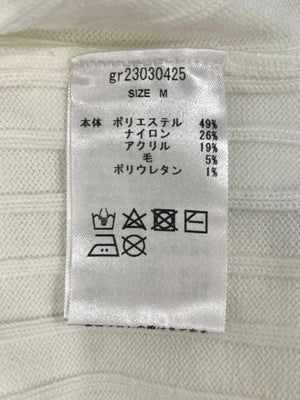 gr23030425
SIZE M
本体 ポリエステル 49%
ナイロン 26%
アクリル 19%
毛 5%
ポリウレタン 1%